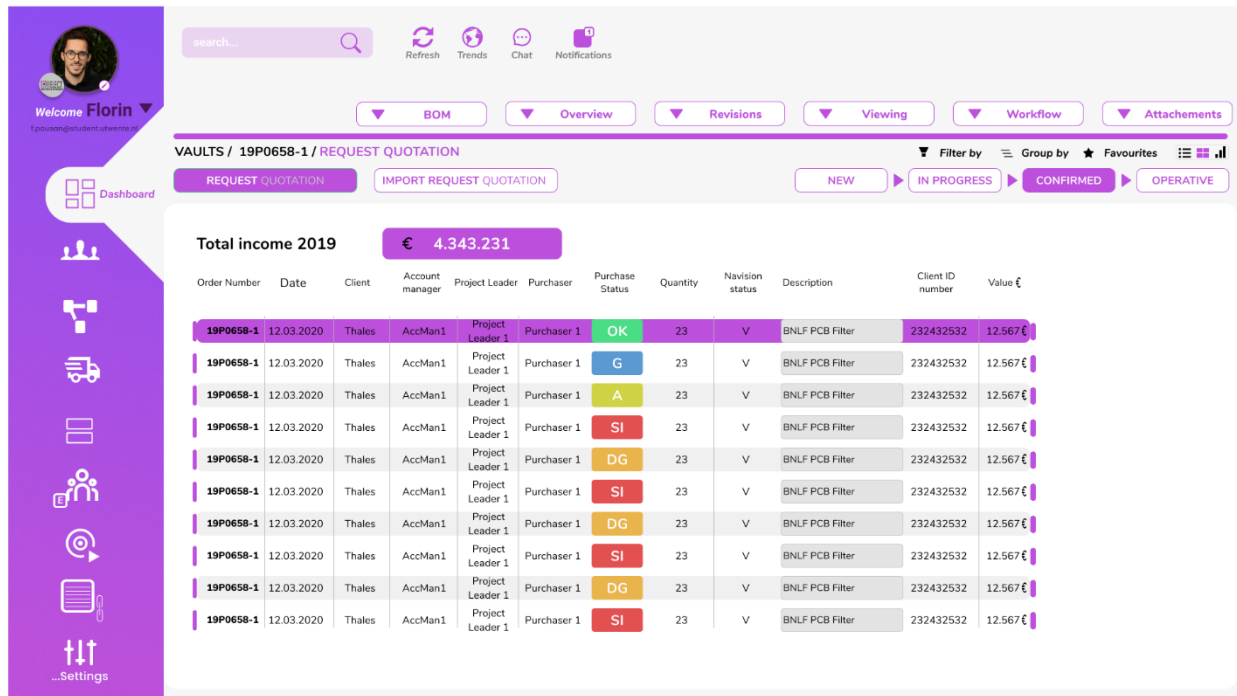 search...
Refresh Trends Chat Notifications
1
Welcome Florin
BOM Overview Revisions Viewing Workflow Attachements
VAULTS / 19P0658-1 / REQUEST QUOTATION
Filter by Group by Favourites
REQUEST QUOTATION IMPORT REQUEST QUOTATION NEW IN PROGRESS CONFIRMED OPERATIVE
Dashboard
Total income 2019 € 4.343.231
Order Number Date Client Account manager Project Leader Purchaser Purchase Status Quantity Navision status Description Client ID number Value €
19P0658-1 12.03.2020 Thales AccMan1 Project Leader 1 Purchaser 1 OK 23 V BNLF PCB Filter 232432532 12.567 €
19P0658-1 12.03.2020 Thales AccMan1 Project Leader 1 Purchaser 1 G 23 V BNLF PCB Filter 232432532 12.567 €
19P0658-1 12.03.2020 Thales AccMan1 Project Leader 1 Purchaser 1 A 23 V BNLF PCB Filter 232432532 12.567 €
19P0658-1 12.03.2020 Thales AccMan1 Project Leader 1 Purchaser 1 SI 23 V BNLF PCB Filter 232432532 12.567 €
19P0658-1 12.03.2020 Thales AccMan1 Project Leader 1 Purchaser 1 DG 23 V BNLF PCB Filter 232432532 12.567 €
19P0658-1 12.03.2020 Thales AccMan1 Project Leader 1 Purchaser 1 SI 23 V BNLF PCB Filter 232432532 12.567 €
19P0658-1 12.03.2020 Thales AccMan1 Project Leader 1 Purchaser 1 DG 23 V BNLF PCB Filter 232432532 12.567 €
19P0658-1 12.03.2020 Thales AccMan1 Project Leader 1 Purchaser 1 SI 23 V BNLF PCB Filter 232432532 12.567 €
19P0658-1 12.03.2020 Thales AccMan1 Project Leader 1 Purchaser 1 DG 23 V BNLF PCB Filter 232432532 12.567 €
19P0658-1 12.03.2020 Thales AccMan1 Project Leader 1 Purchaser 1 SI 23 V BNLF PCB Filter 232432532 12.567 €
E
...Settings